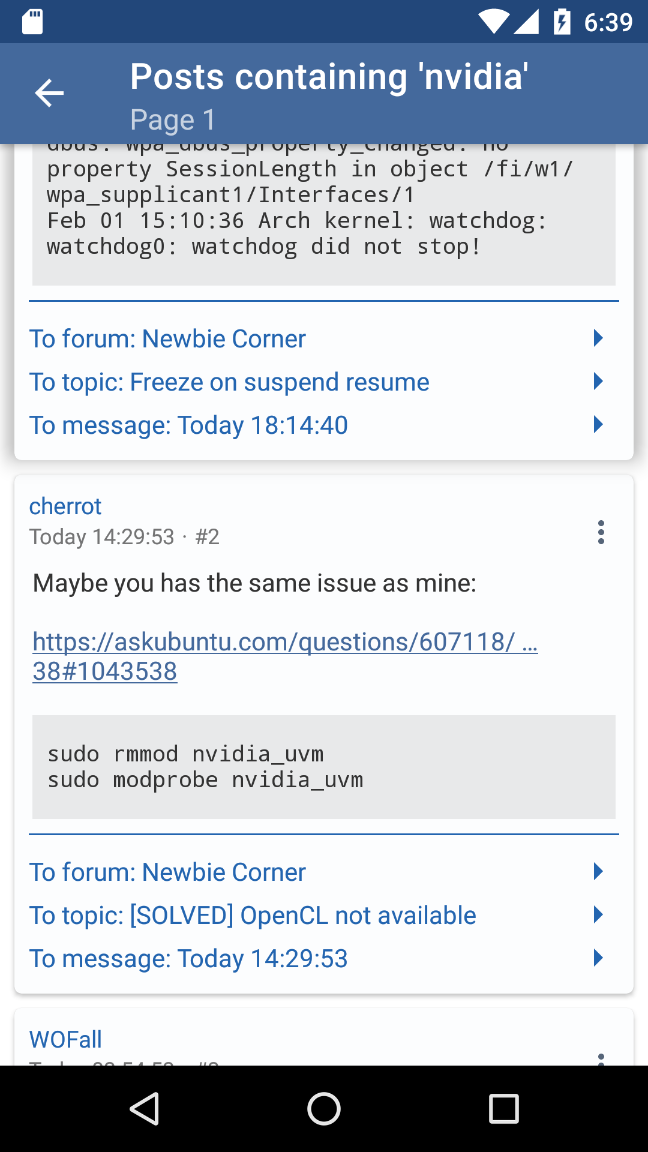 6:39
Posts containing 'nvidia'
Page 1
dbus: wpa_dbus_property_changed: no
property SessionLength in object /fi/w1/
wpa_supplicant1/Interfaces/1
Feb 01 15:10:36 Arch kernel: watchdog:
watchdog0: watchdog did not stop!
To forum: Newbie Corner
To topic: Freeze on suspend resume
To message: Today 18:14:40
cherrot
Today 14:29:53 · #2
Maybe you has the same issue as mine:
https://askubuntu.com/questions/607118/ …
38#1043538
sudo rmmod nvidia_uvm
sudo modprobe nvidia_uvm
To forum: Newbie Corner
To topic: [SOLVED] OpenCL not available
To message: Today 14:29:53
WOFall